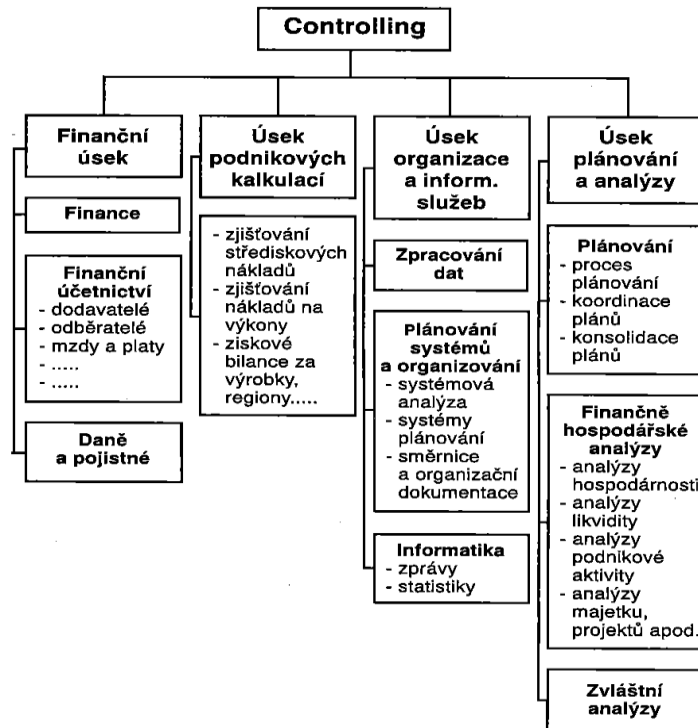 Controlling
Finanční
úsek
Finance
Finanční
účetnictví
- dodavatelé
- odběratelé
- mzdy a platy
- .....
- .....
Daně
a pojistné
Úsek
podnikových
kalkulací
- zjišťování
střediskových
nákladů
- zjišťování
nákladů na
výkony
- ziskové
bilance za
výrobky,
regiony.....
Úsek
organizace
a inform.
služeb
Zpracování
dat
Plánování
systémů
a organizování
- systémová
analýza
- systémy
plánování
- směrnice
a organizační
dokumentace
Informatika
- zprávy
- statistiky
Úsek
plánování
a analýzy
Plánování
- proces
plánování
- koordinace
plánů
- konsolidace
plánů
Finančně
hospodářské
analýzy
- analýzy
hospodárnosti
- analýzy
likvidity
- analýzy
podnikové
aktivity
- analýzy
majetku,
projektů apod.
Zvláštní
analýzy